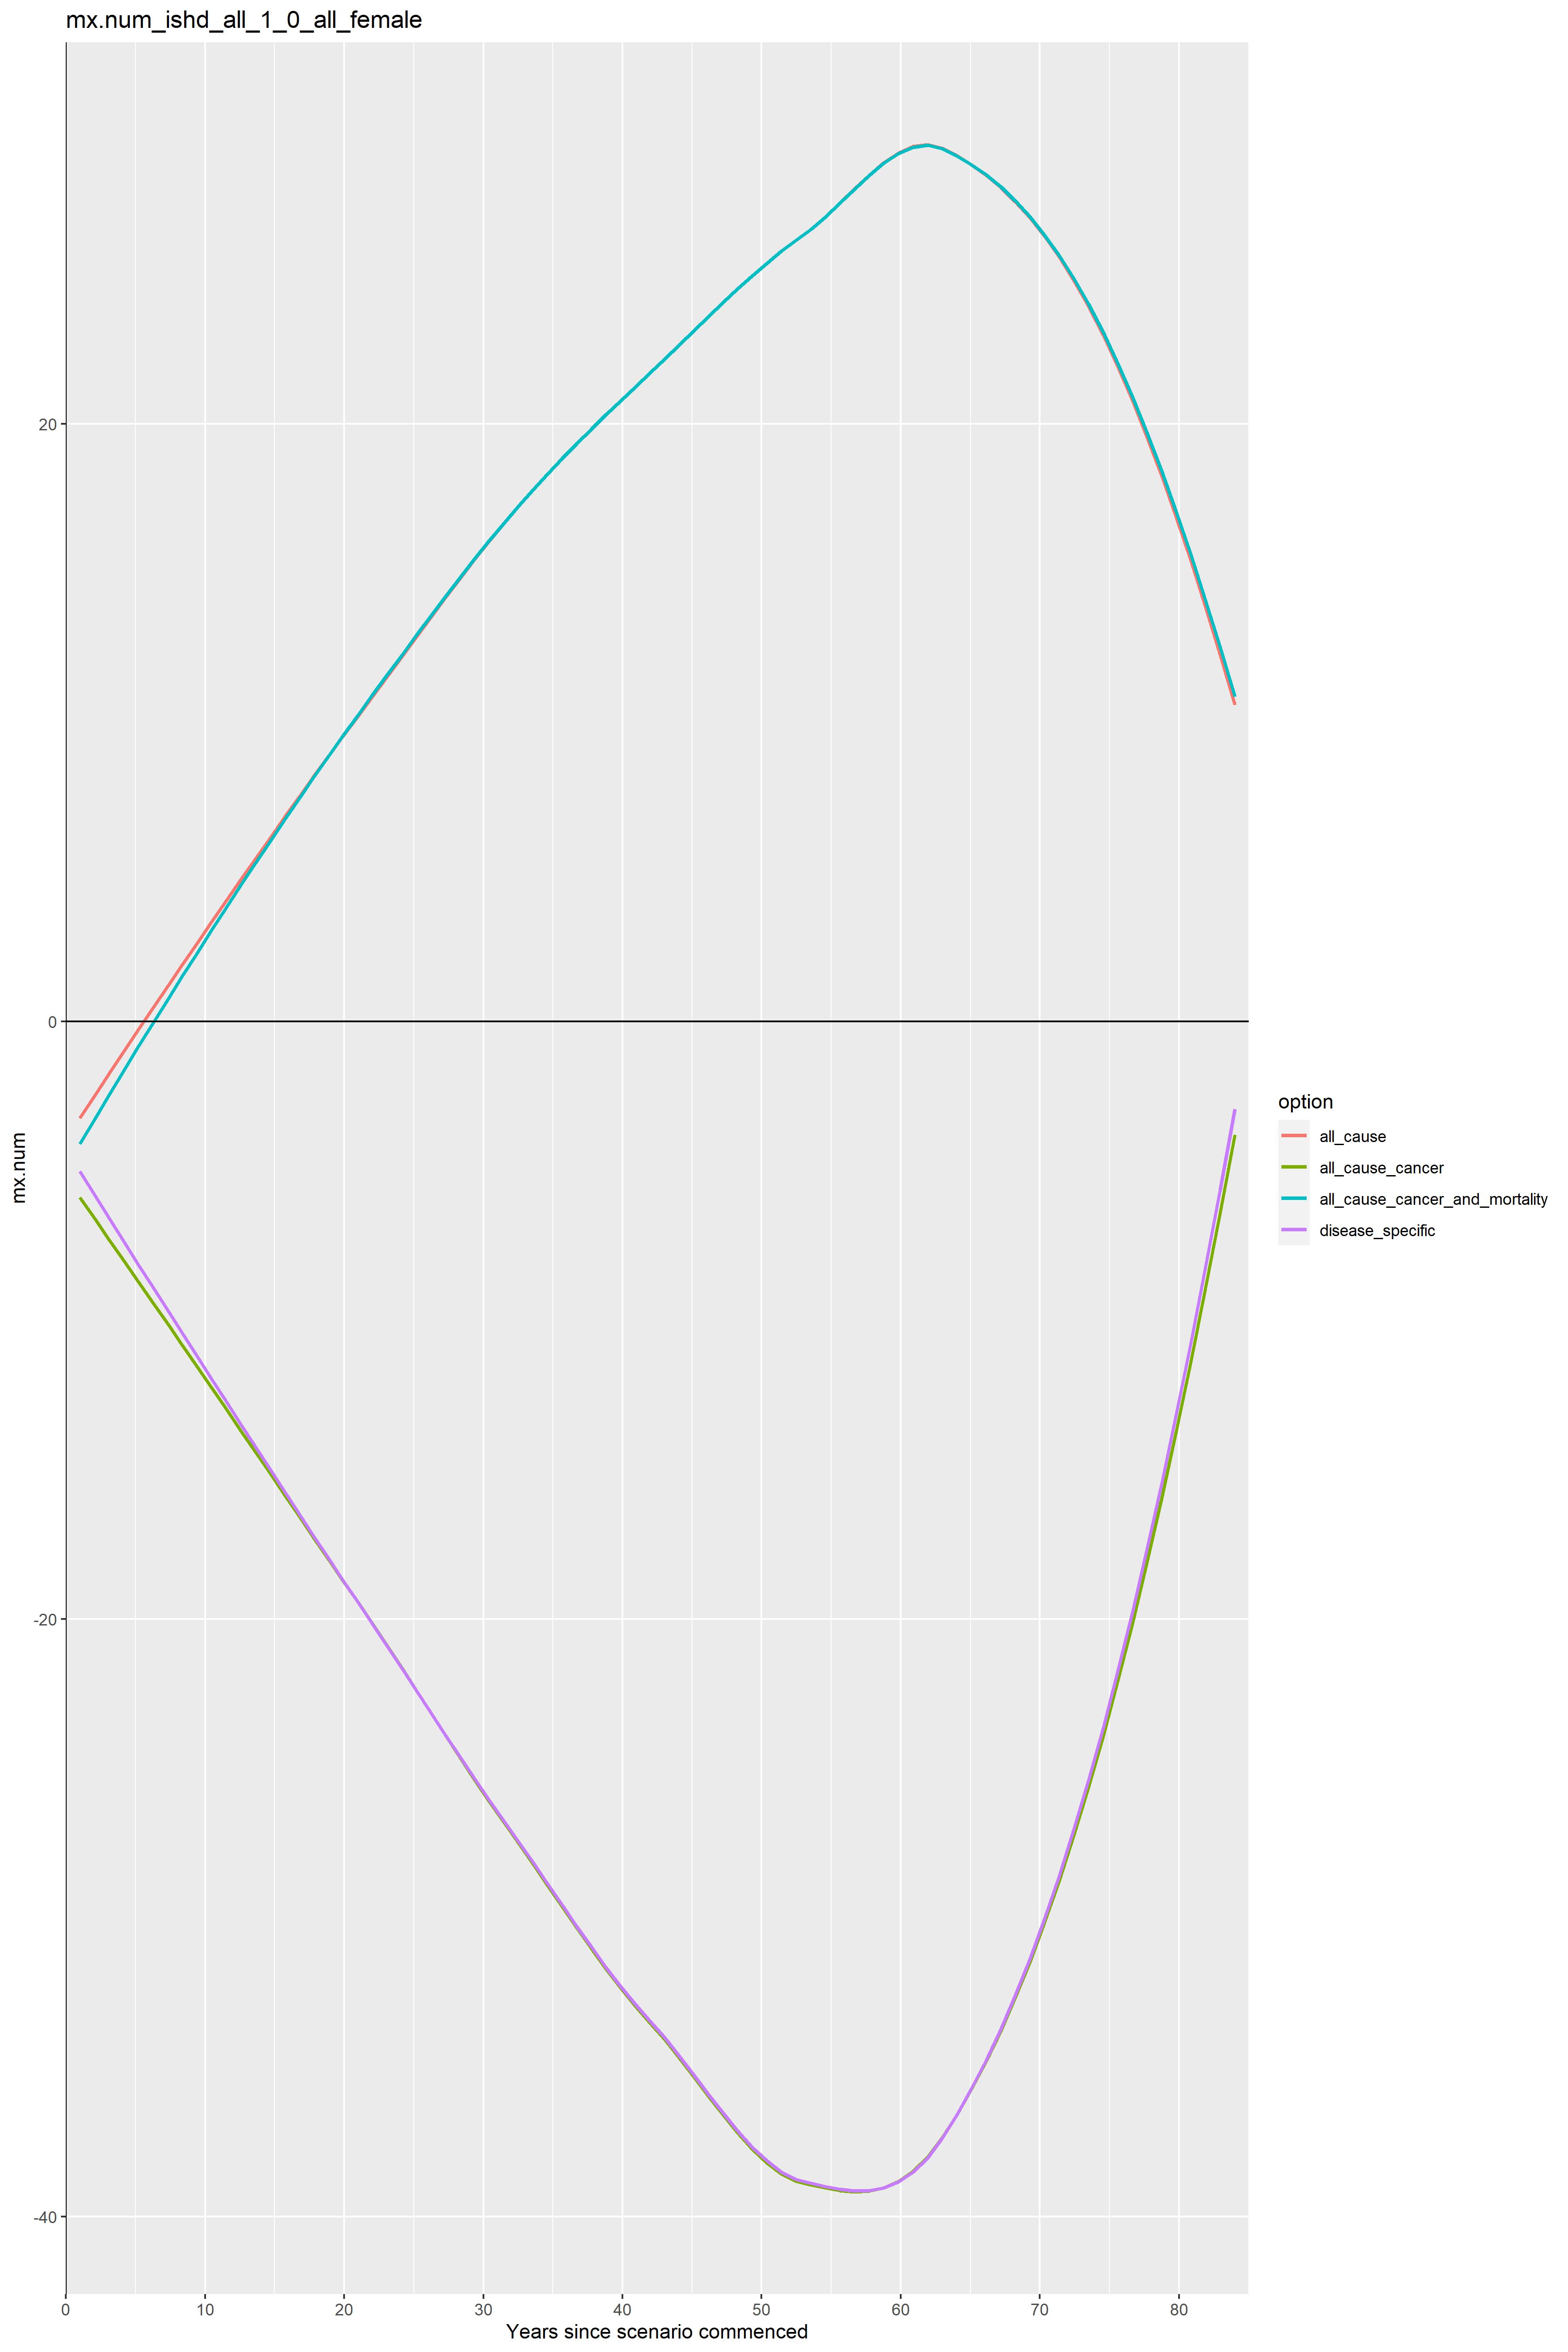 mx.num_ishd_all_1_0_all_female
20
0
-20
-40
mx.num
0 10 20 30 40 50 60 70 80
Years since scenario commenced
option
all_cause
all_cause_cancer
all_cause_cancer_and_mortality
disease_specific